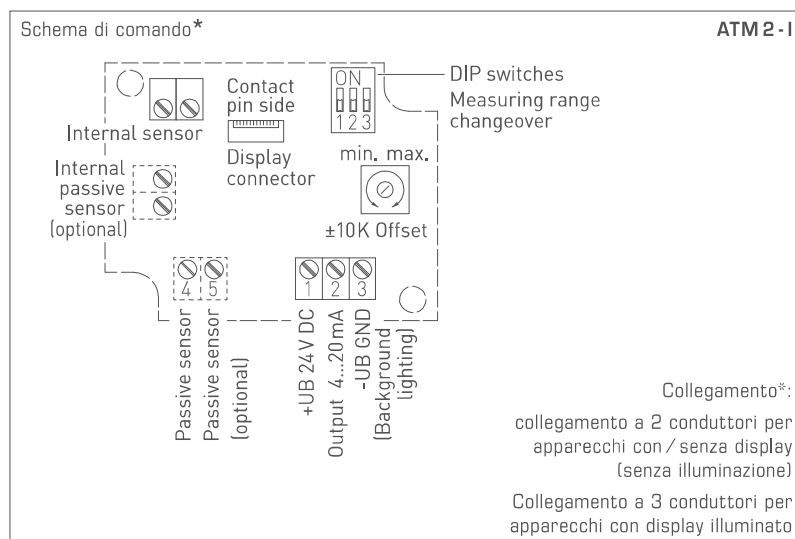 Schema di comando*
ATM 2 - I
ON
1 2 3
DIP switches
Measuring range
changeover
Contact
pin side
Internal sensor
Display
connector
Internal
passive
sensor
(optional)
min. max.
±10K Offset
4 5
1 2 3
Passive sensor
Passive sensor
(optional)
+UB 24V DC
Output 4...20mA
-UB GND
(Background
lighting)
Collegamento*:
collegamento a 2 conduttori per
apparecchi con / senza display
(senza illuminazione)
Collegamento a 3 conduttori per
apparecchi con display illuminato